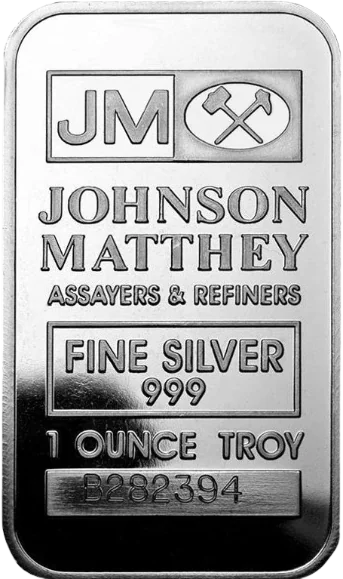 JM
JOHNSON
MATTHEY
ASSAYERS & REFINERS
FINE SILVER
999
1 OUNCE TROY
B282394